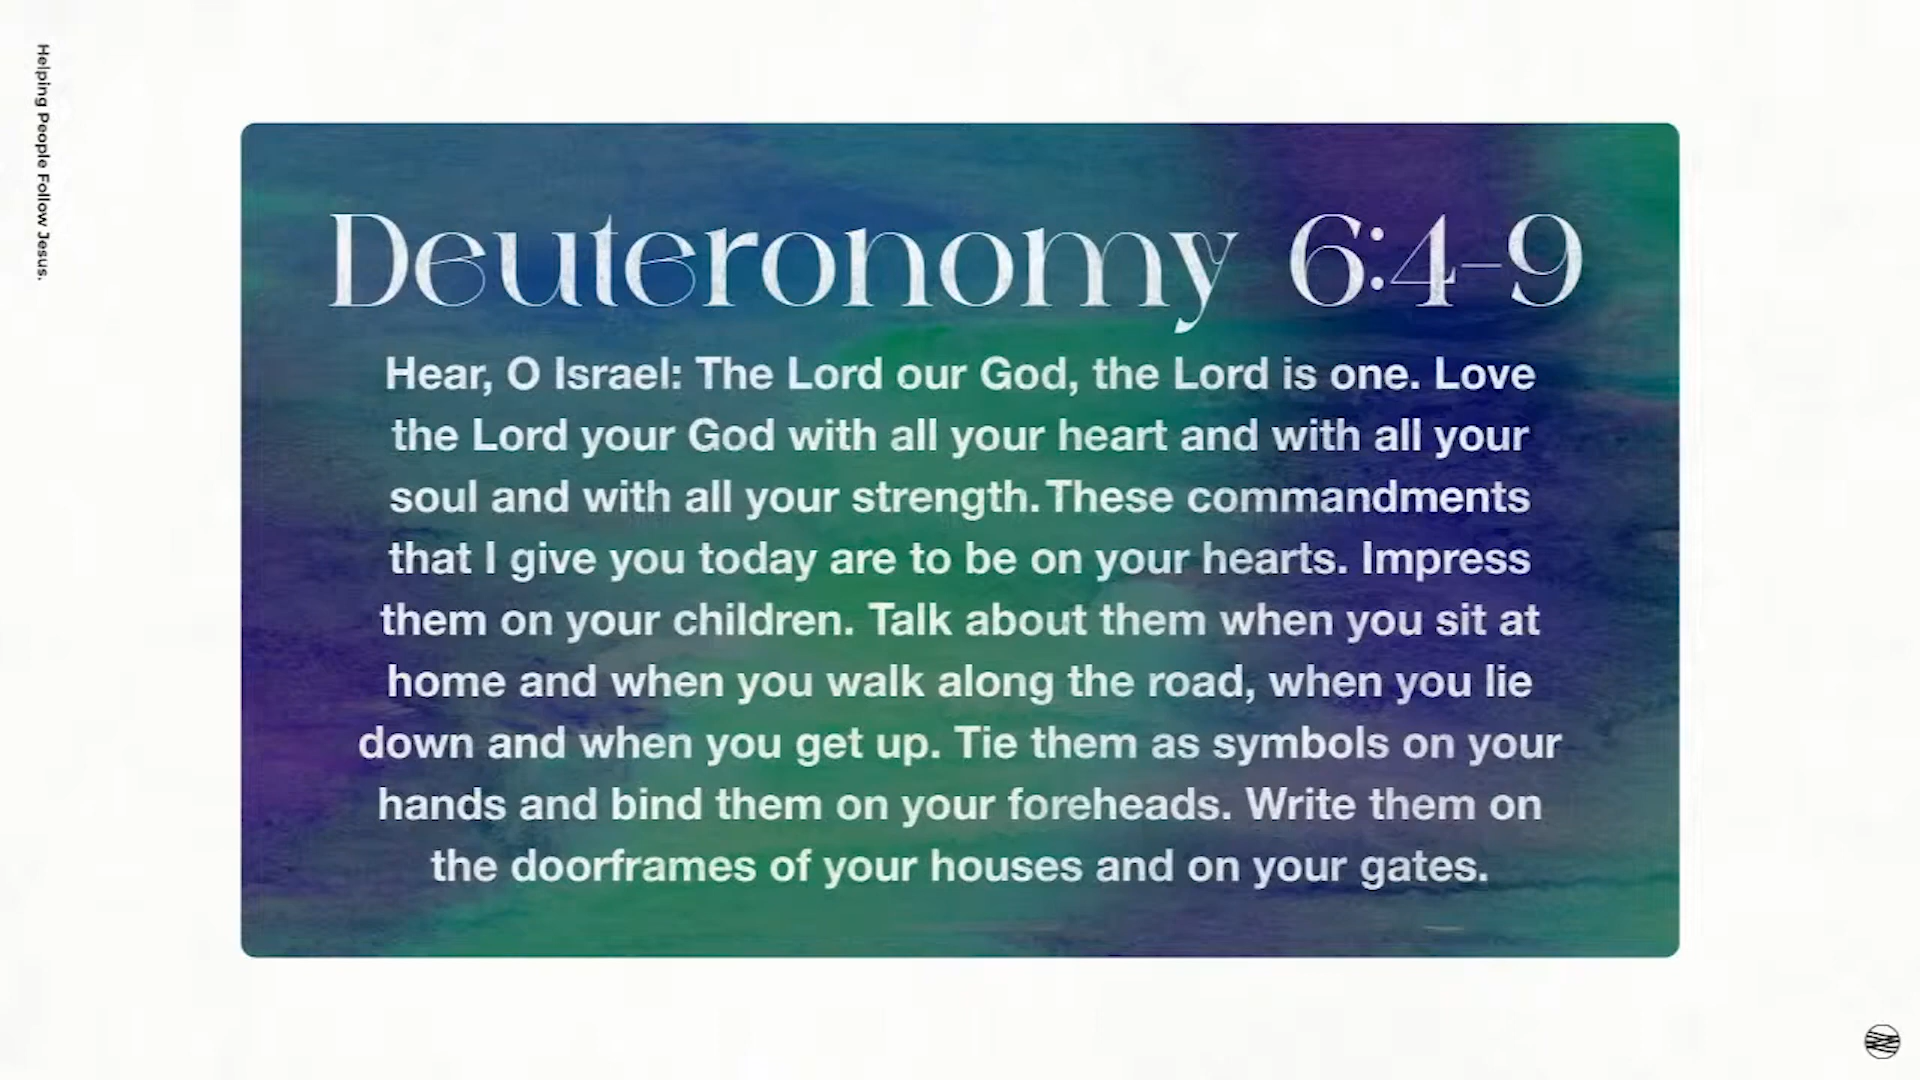 Helping People Follow Jesus.
Deuteronomy 6:4-9
Hear, O Israel: The Lord our God, the Lord is one. Love
the Lord your God with all your heart and with all your
soul and with all your strength. These commandments
that I give you today are to be on your hearts. Impress
them on your children. Talk about them when you sit at
home and when you walk along the road, when you lie
down and when you get up. Tie them as symbols on your
hands and bind them on your foreheads. Write them on
the doorframes of your houses and on your gates.